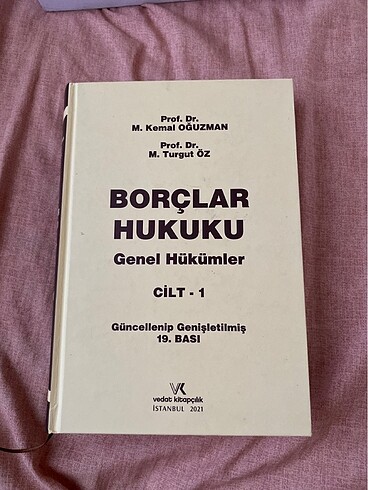 Prof. Dr.
M. Kemal OĞUZMAN
Prof. Dr.
M. Turgut ÖZ
BORÇLAR
HUKUKU
Genel Hükümler
CİLT - 1
Güncellenip Genişletilmiş
19. BASI
VK
vedat kitapçılık
İSTANBUL 2021